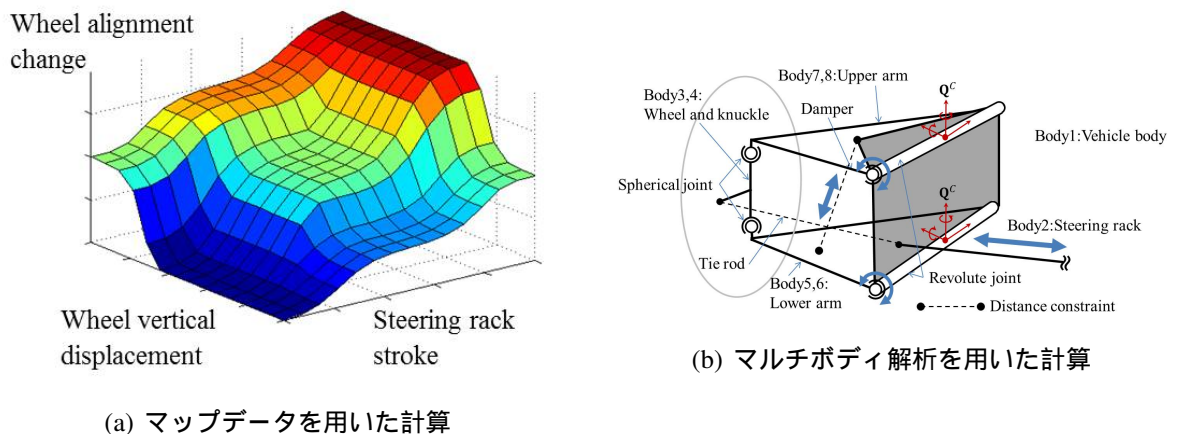 Wheel alignment
change
Wheel vertical
displacement
Steering rack
stroke
(a) マップデータを用いた計算
Body7,8:Upper arm
Body3,4:
Wheel and knuckle
Damper
Q^C
Body1:Vehicle body
Spherical joint
Q^C
Body2:Steering rack
Tie rod
Body5,6:
Lower arm
Revolute joint
Distance constraint
(b) マルチボディ解析を用いた計算